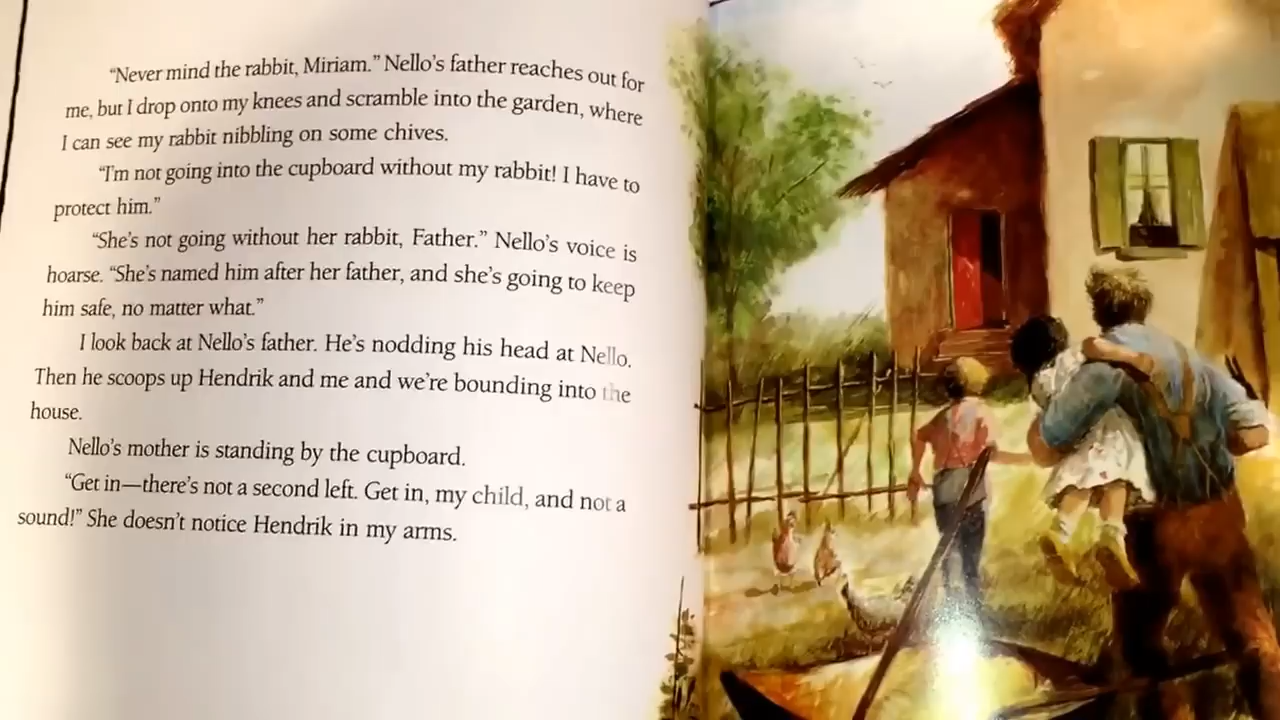 “Never mind the rabbit, Miriam.” Nello’s father reaches out for
me, but I drop onto my knees and scramble into the garden, where
I can see my rabbit nibbling on some chives.
“I’m not going into the cupboard without my rabbit! I have to
protect him.”
“She’s not going without her rabbit, Father.” Nello’s voice is
hoarse. “She’s named him after her father, and she’s going to keep
him safe, no matter what.”
I look back at Nello’s father. He’s nodding his head at Nello.
Then he scoops up Hendrik and me and we’re bounding into the
house.
Nello’s mother is standing by the cupboard.
“Get in—there’s not a second left. Get in, my child, and not a
sound!” She doesn’t notice Hendrik in my arms.